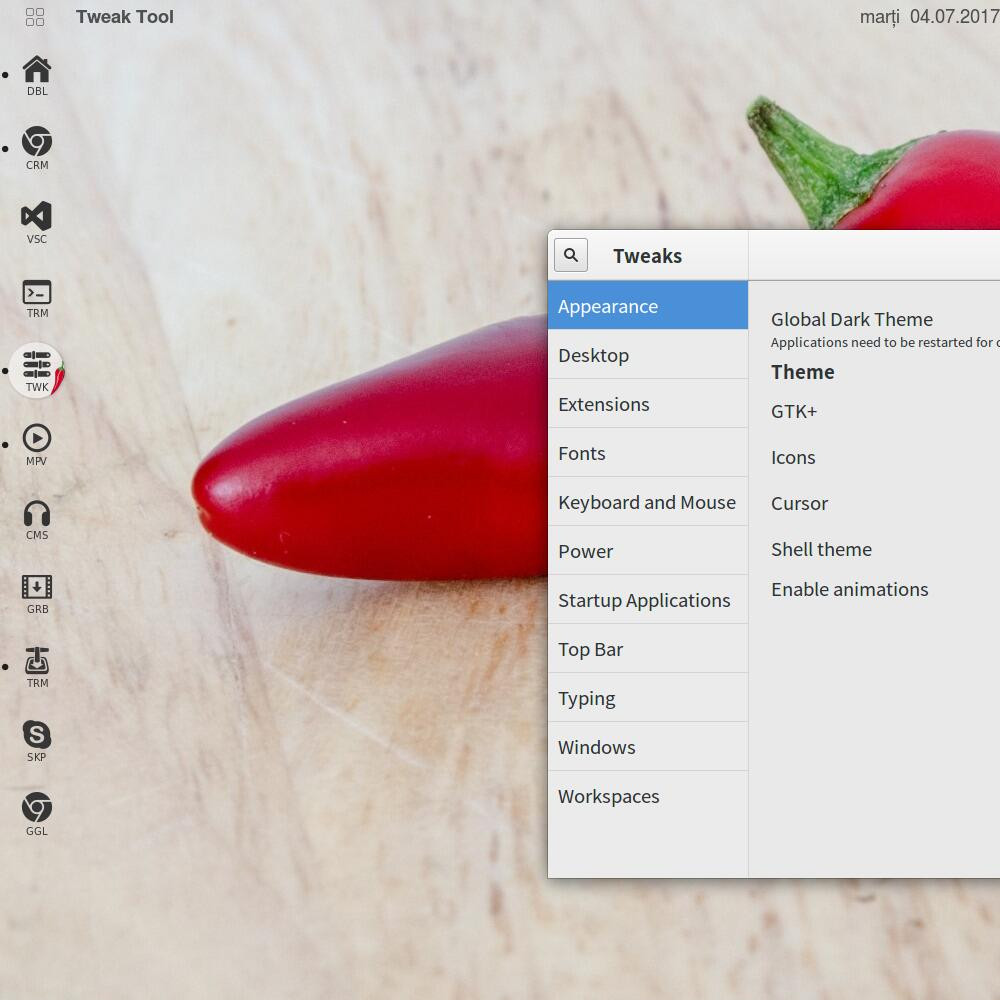 Tweak Tool
marți 04.07.2017
DBL
CRM
VSC
TRM
TWK
MPV
CMS
GRB
TRM
SKP
GGL
Tweaks
Appearance
Desktop
Extensions
Fonts
Keyboard and Mouse
Power
Startup Applications
Top Bar
Typing
Windows
Workspaces
Global Dark Theme
Applications need to be restarted for
Theme
GTK+
Icons
Cursor
Shell theme
Enable animations